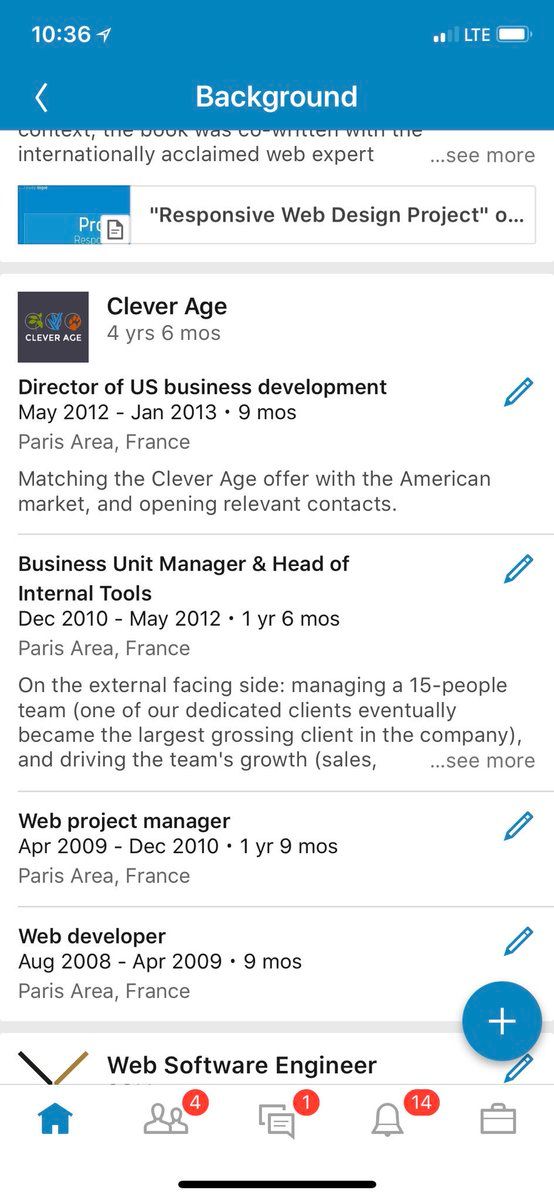 10:36
LTE
Background
context, the book was co-written with the
internationally acclaimed web expert ...see more
"Responsive Web Design Project" o...
Clever Age
CLEVER AGE
4 yrs 6 mos
Director of US business development
May 2012 - Jan 2013 • 9 mos
Paris Area, France
Matching the Clever Age offer with the American
market, and opening relevant contacts.
Business Unit Manager & Head of
Internal Tools
Dec 2010 - May 2012 • 1 yr 6 mos
Paris Area, France
On the external facing side: managing a 15-people
team (one of our dedicated clients eventually
became the largest grossing client in the company),
and driving the team's growth (sales, ...see more
Web project manager
Apr 2009 - Dec 2010 • 1 yr 9 mos
Paris Area, France
Web developer
Aug 2008 - Apr 2009 • 9 mos
Paris Area, France
Web Software Engineer
4
1
14